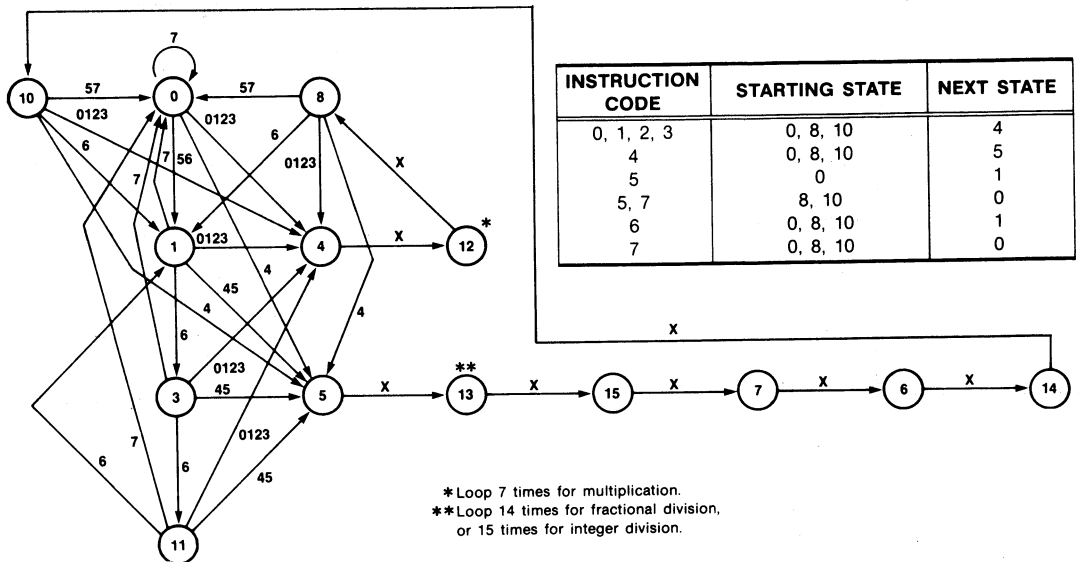 7
10
57
0
57
8
0123
0123
6
7
56
6
0123
X
7
1
0123
4
X
12
*
45
4
4
4
6
3
0123
45
5
X
**
13
X
15
X
7
X
6
X
14
X
0123
7
6
6
45
11
INSTRUCTION CODE
STARTING STATE
NEXT STATE
0, 1, 2, 3
0, 8, 10
4
4
0, 8, 10
5
5
0
1
5, 7
8, 10
0
6
0, 8, 10
1
7
0, 8, 10
0
*Loop 7 times for multiplication.
**Loop 14 times for fractional division,
or 15 times for integer division.